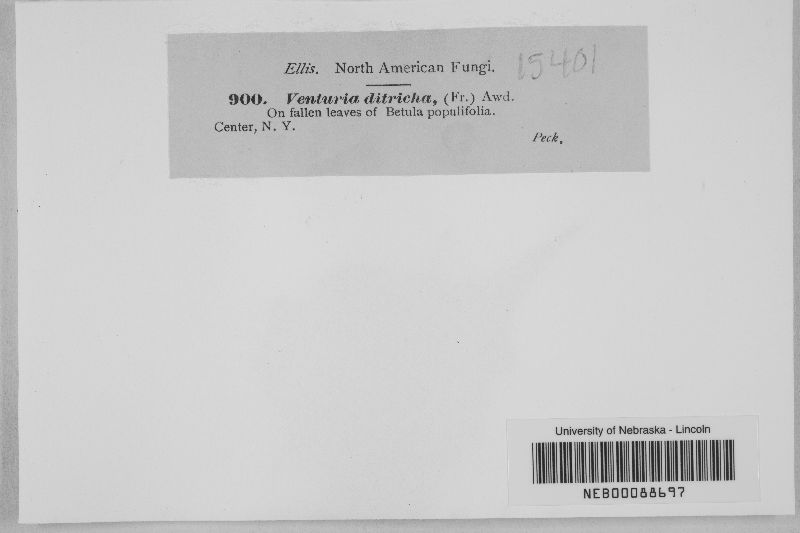 Ellis. North American Fungi. 15401
900. Venturia ditricha, (Fr.) Awd.
On fallen leaves of Betula populifolia.
Center, N. Y.
Peck.
University of Nebraska - Lincoln
NEB00088697